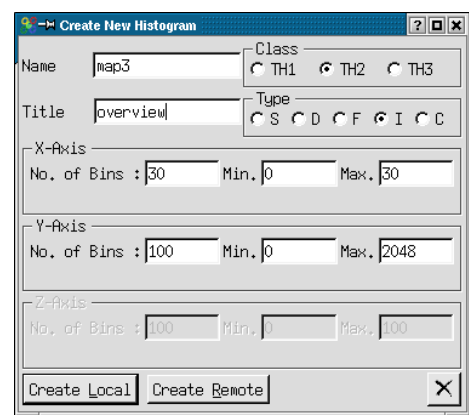 Create New Histogram
Name map3
Class
TH1 TH2 TH3
Title overview
Type
S D F I C
X-Axis
No. of Bins : 30 Min. 0 Max. 30
Y-Axis
No. of Bins : 100 Min. 0 Max. 2048
Z-Axis
No. of Bins : 100 Min. 0 Max. 100
Create Local Create Remote